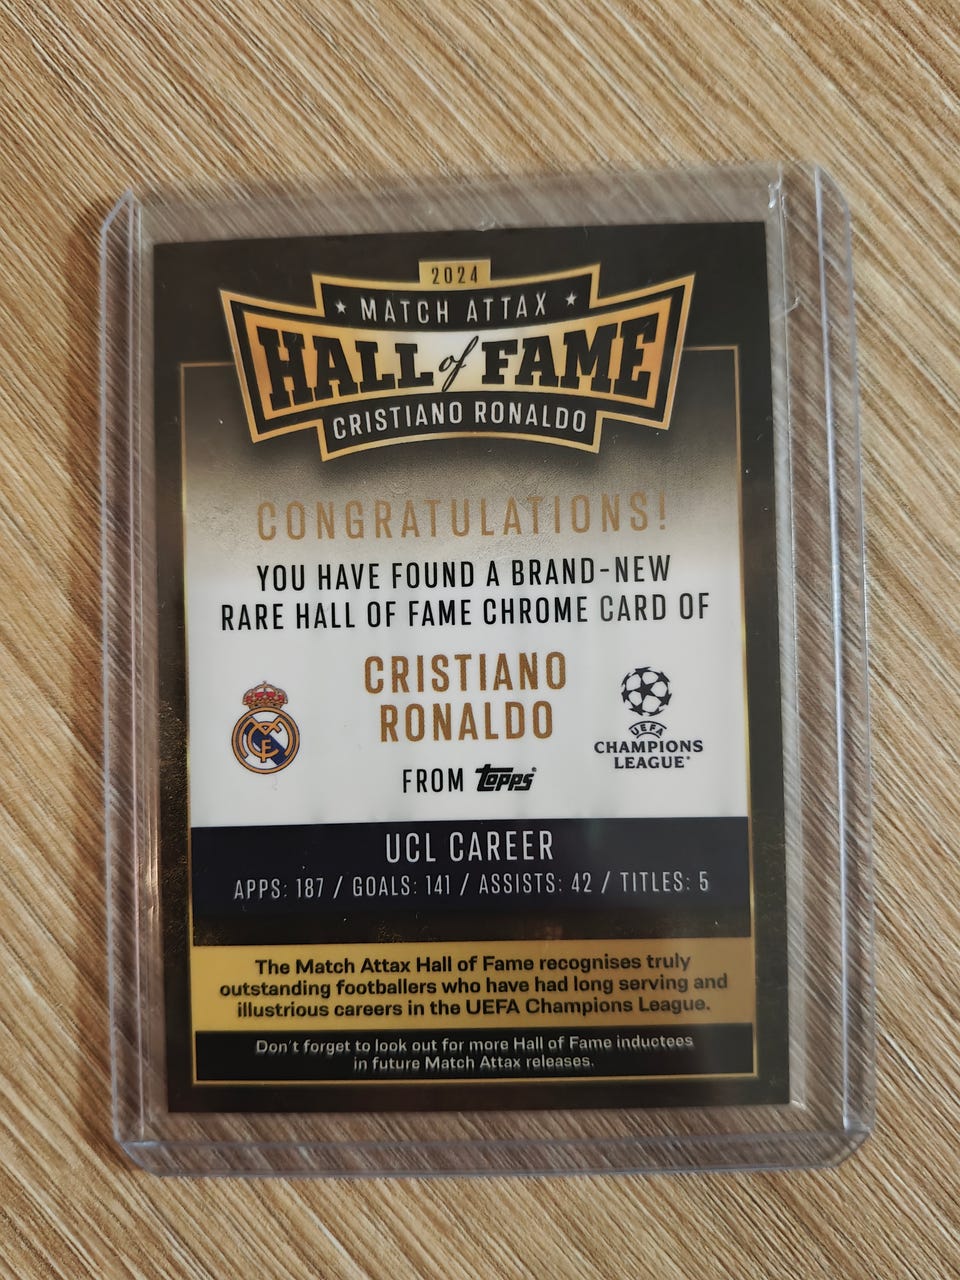 2024
★ MATCH ATTAX ★
HALL of FAME
CRISTIANO RONALDO
CONGRATULATIONS!
YOU HAVE FOUND A BRAND-NEW
RARE HALL OF FAME CHROME CARD OF
CRISTIANO
RONALDO
FROM Topps
UEFA
CHAMPIONS
LEAGUE
UCL CAREER
APPS: 187 / GOALS: 141 / ASSISTS: 42 / TITLES: 5
The Match Attax Hall of Fame recognises truly
outstanding footballers who have had long serving and
illustrious careers in the UEFA Champions League.
Don't forget to look out for more Hall of Fame inductees
in future Match Attax releases.